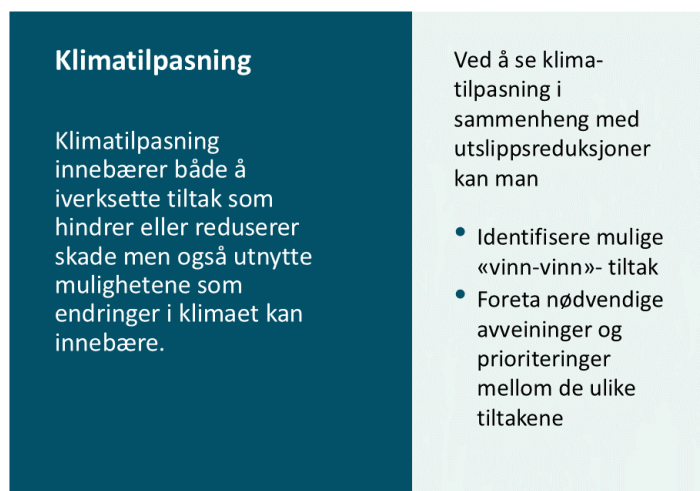 Klimatilpasning
Klimatilpasning
innebærer både å
iverksette tiltak som
hindrer eller reduserer
skade men også utnytte
mulighetene som
endringer i klimaet kan
innebære.
Ved å se klima-
tilpasning i
sammenheng med
utslippsreduksjoner
kan man
• Identifisere mulige
«vinn-vinn»- tiltak
• Foreta nødvendige
avveininger og
prioriteringer
mellom de ulike
tiltakene